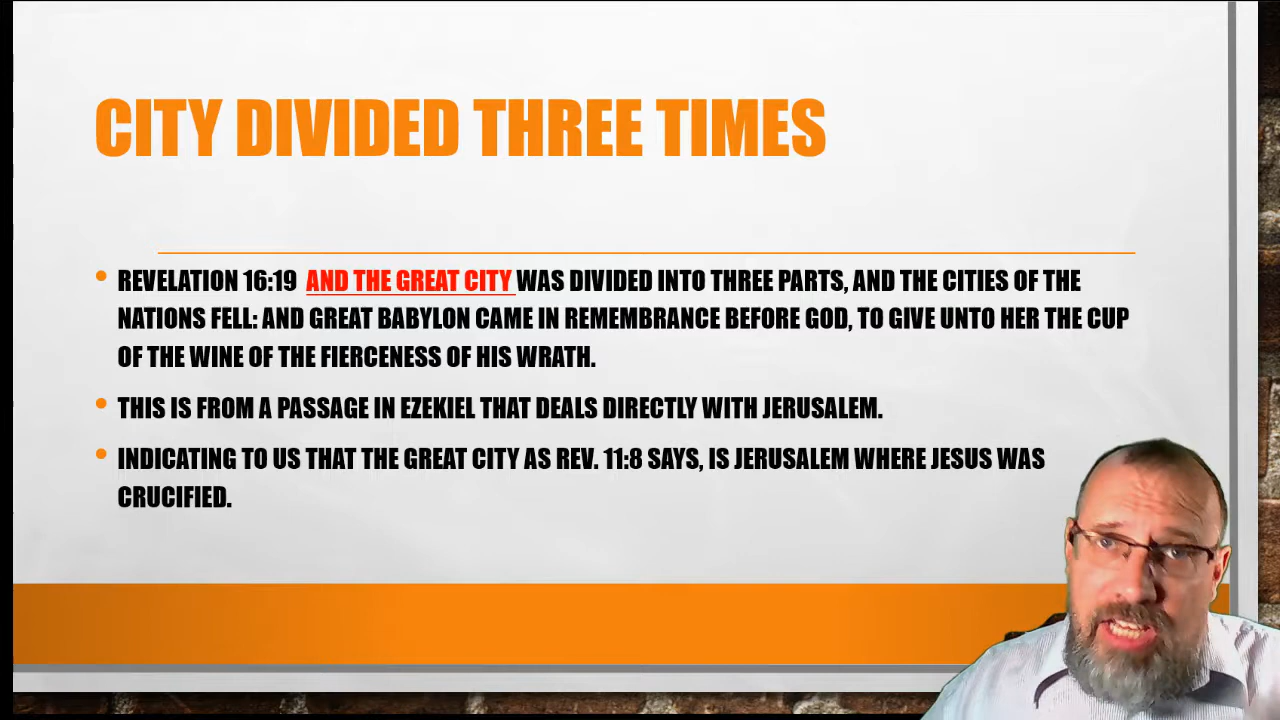 CITY DIVIDED THREE TIMES
• REVELATION 16:19 AND THE GREAT CITY WAS DIVIDED INTO THREE PARTS, AND THE CITIES OF THE
NATIONS FELL: AND GREAT BABYLON CAME IN REMEMBRANCE BEFORE GOD, TO GIVE UNTO HER THE CUP
OF THE WINE OF THE FIERCENESS OF HIS WRATH.
• THIS IS FROM A PASSAGE IN EZEKIEL THAT DEALS DIRECTLY WITH JERUSALEM.
• INDICATING TO US THAT THE GREAT CITY AS REV. 11:8 SAYS, IS JERUSALEM WHERE JESUS WAS
CRUCIFIED.